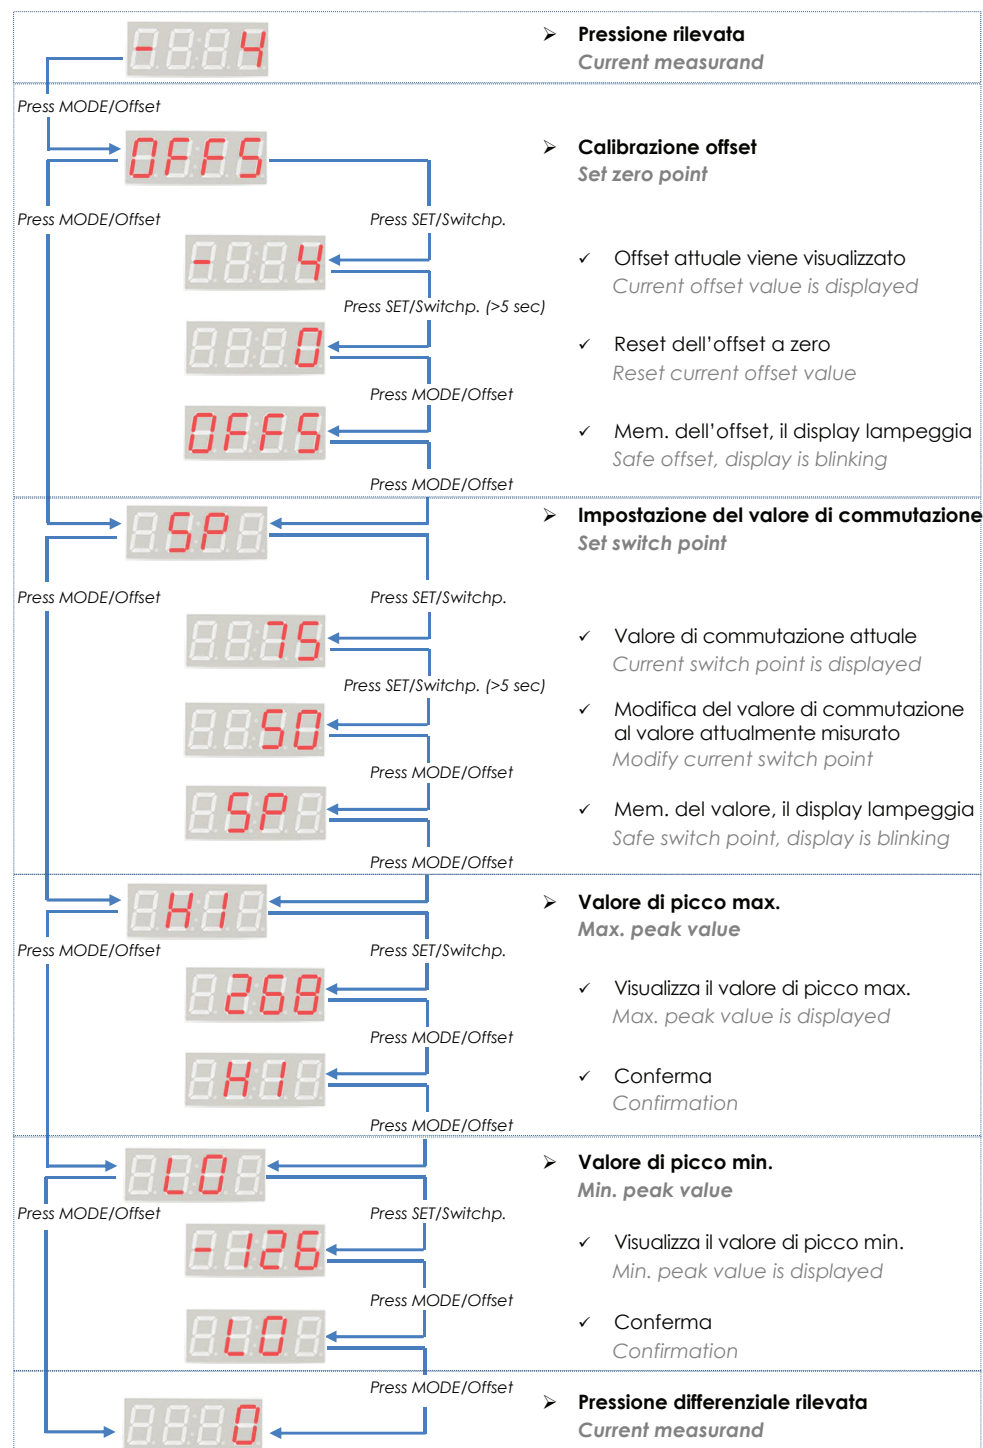 - 4
➢ Pressione rilevata
Current measurand
Press MODE/Offset
OFFS
➢ Calibrazione offset
Set zero point
Press MODE/Offset
Press SET/Switchp.
- 4
✓ Offset attuale viene visualizzato
Current offset value is displayed
Press SET/Switchp. (>5 sec)
0
✓ Reset dell'offset a zero
Reset current offset value
Press MODE/Offset
OFFS
✓ Mem. dell'offset, il display lampeggia
Safe offset, display is blinking
Press MODE/Offset
SP
➢ Impostazione del valore di commutazione
Set switch point
Press MODE/Offset
Press SET/Switchp.
75
✓ Valore di commutazione attuale
Current switch point is displayed
Press SET/Switchp. (>5 sec)
50
✓ Modifica del valore di commutazione
al valore attualmente misurato
Modify current switch point
Press MODE/Offset
SP
✓ Mem. del valore, il display lampeggia
Safe switch point, display is blinking
Press MODE/Offset
HI
➢ Valore di picco max.
Max. peak value
Press MODE/Offset
Press SET/Switchp.
268
✓ Visualizza il valore di picco max.
Max. peak value is displayed
Press MODE/Offset
HI
✓ Conferma
Confirmation
Press MODE/Offset
LO
➢ Valore di picco min.
Min. peak value
Press MODE/Offset
Press SET/Switchp.
-126
✓ Visualizza il valore di picco min.
Min. peak value is displayed
Press MODE/Offset
LO
✓ Conferma
Confirmation
Press MODE/Offset
0
➢ Pressione differenziale rilevata
Current measurand